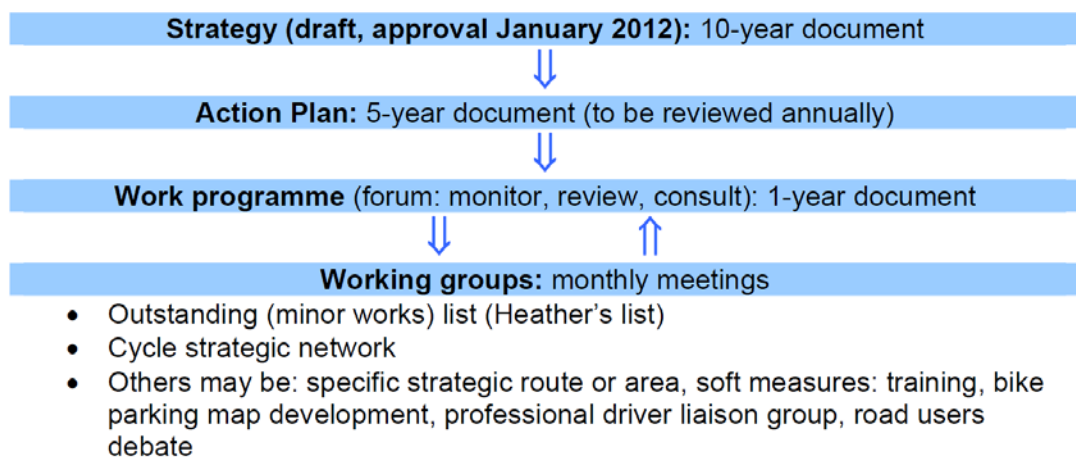 Strategy (draft, approval January 2012): 10-year document
Action Plan: 5-year document (to be reviewed annually)
Work programme (forum: monitor, review, consult): 1-year document
Working groups: monthly meetings
• Outstanding (minor works) list (Heather’s list)
• Cycle strategic network
• Others may be: specific strategic route or area, soft measures: training, bike
parking map development, professional driver liaison group, road users
debate